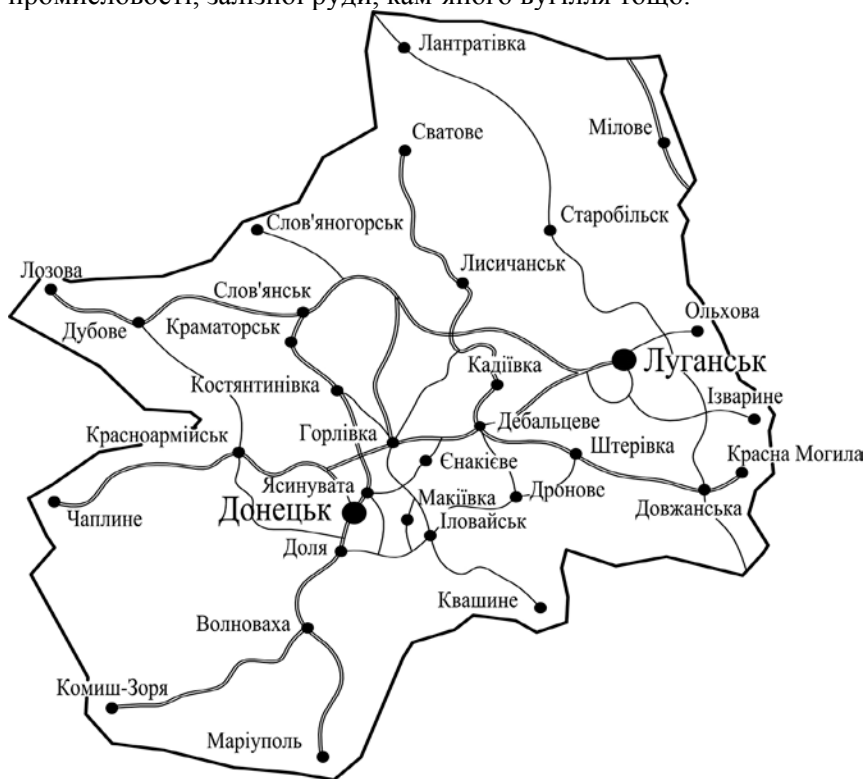 промисловості, залізної руди, кам'яного вугілля тощо.
Лантратівка
Сватове
Мілове
Слов'яногорськ
Старобільск
Лозова
Лисичанськ
Слов'янськ
Ольхова
Дубове
Краматорськ
Луганськ
Кадіївка
Костянтинівка
Ізварине
Дебальцеве
Красноармійськ
Горлівка
Штерівка
Красна Могила
Єнакієве
Ясинувата
Чаплине
Донецьк
Макіївка
Дронове
Довжанська
Іловайськ
Доля
Квашине
Волноваха
Комиш-Зоря
Маріуполь